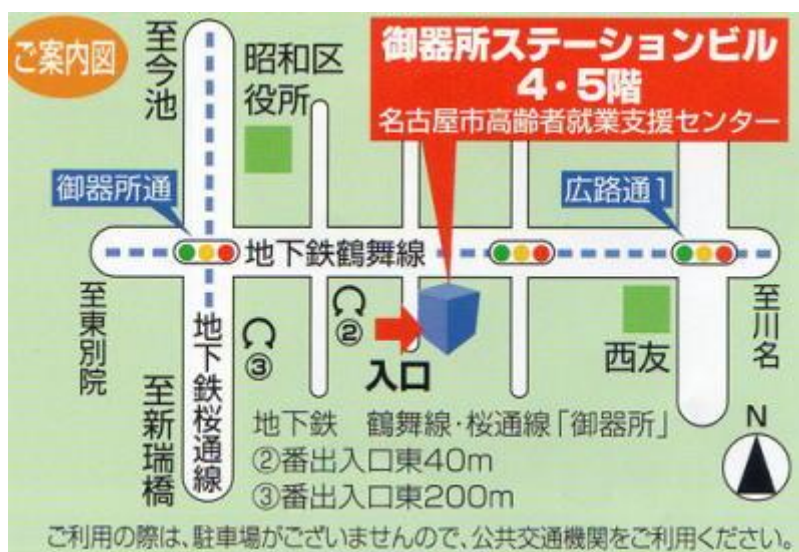 ご案内図
至今池
昭和区
役所
御器所ステーションビル
4・5階
名古屋市高齢者就業支援センター
御器所通
広路通1
地下鉄鶴舞線
至東別院
至川名
②
③
入口
西友
地下鉄桜通線
至新瑞橋
N
地下鉄 鶴舞線・桜通線「御器所」
②番出入口東40m
③番出入口東200m
ご利用の際は、駐車場がございませんので、公共交通機関をご利用ください。